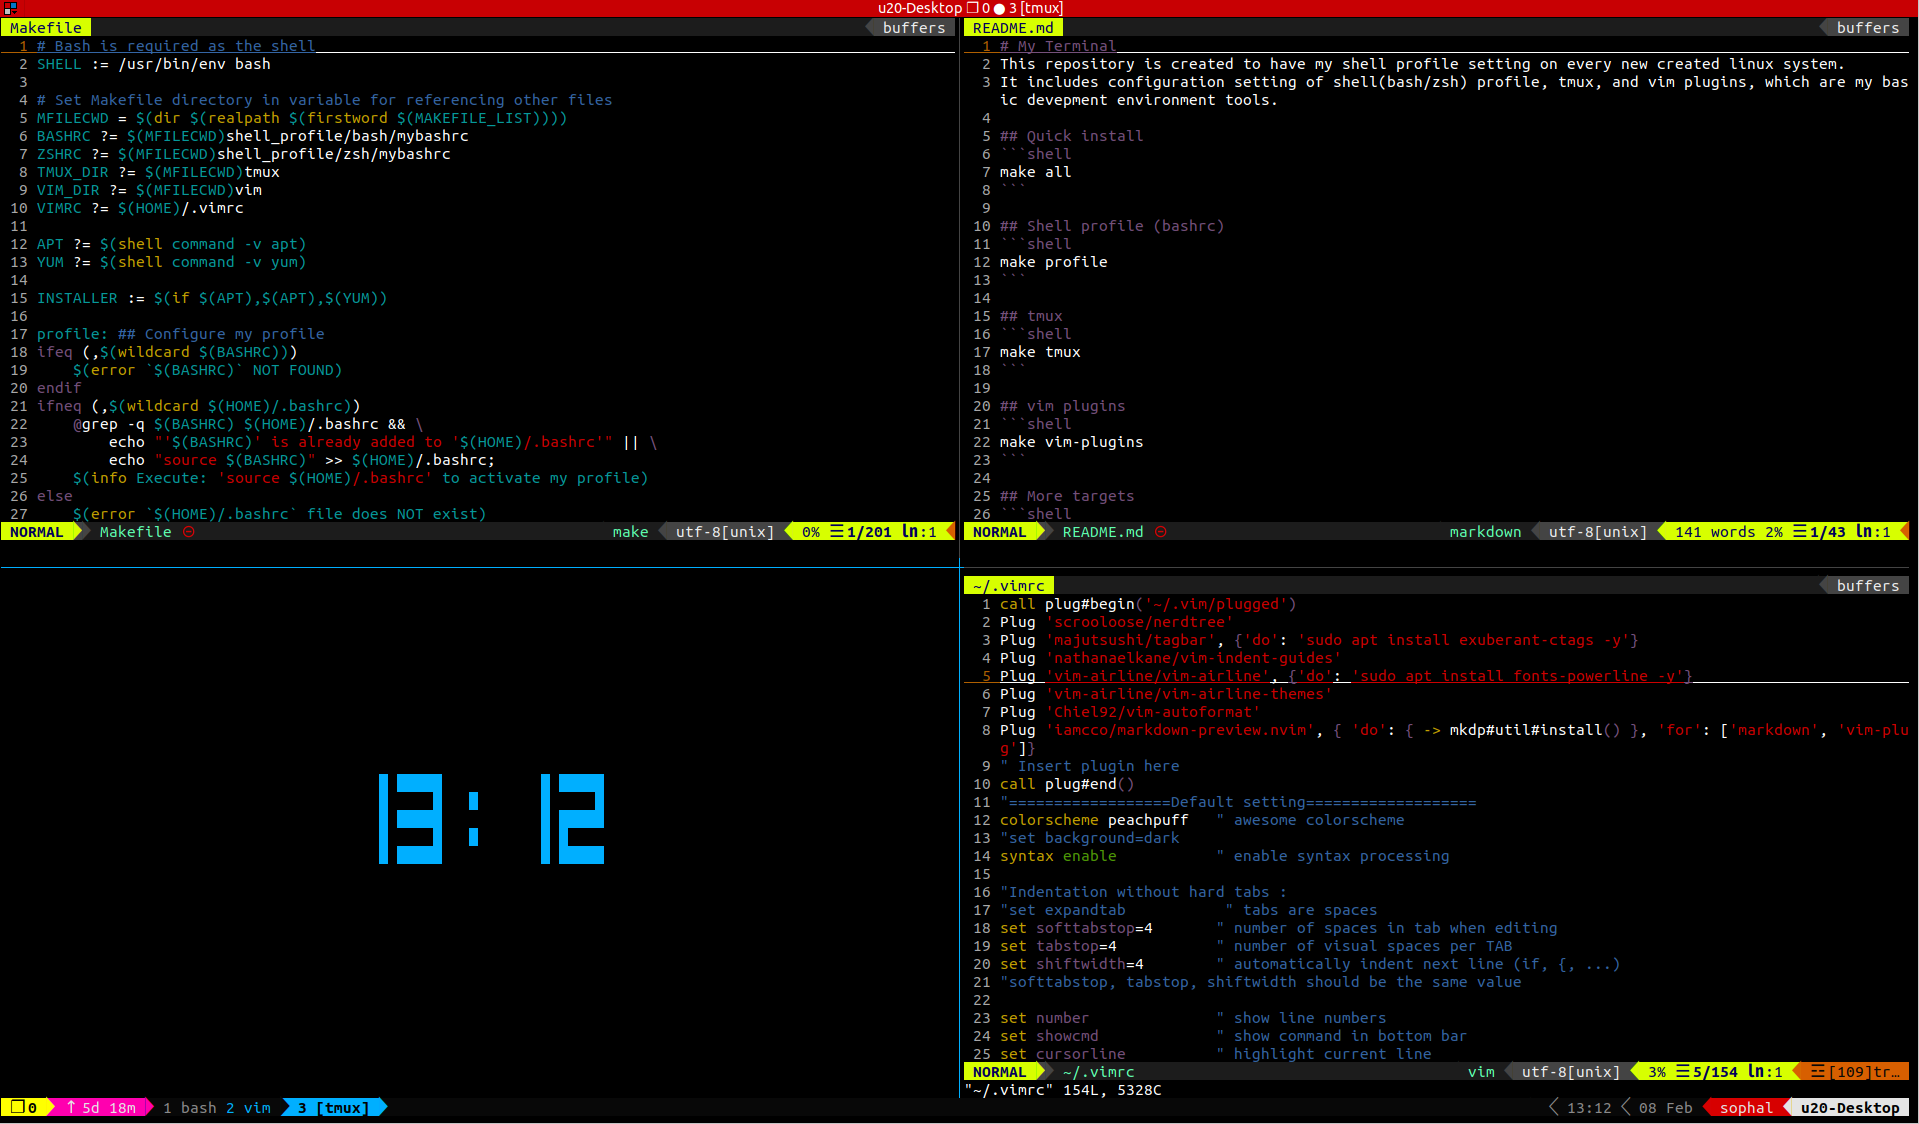 u20-Desktop ❐ 0 ● 3 [tmux]
Makefile
buffers
1 # Bash is required as the shell
2 SHELL := /usr/bin/env bash
3
4 # Set Makefile directory in variable for referencing other files
5 MFILECWD = $(dir $(realpath $(firstword $(MAKEFILE_LIST))))
6 BASHRC ?= $(MFILECWD)shell_profile/bash/mybashrc
7 ZSHRC ?= $(MFILECWD)shell_profile/zsh/mybashrc
8 TMUX_DIR ?= $(MFILECWD)tmux
9 VIM_DIR ?= $(MFILECWD)vim
10 VIMRC ?= $(HOME)/.vimrc
11
12 APT ?= $(shell command -v apt)
13 YUM ?= $(shell command -v yum)
14
15 INSTALLER := $(if $(APT),$(APT),$(YUM))
16
17 profile: ## Configure my profile
18 ifeq (,$(wildcard $(BASHRC)))
19     $(error `$(BASHRC)` NOT FOUND)
20 endif
21 ifneq (,$(wildcard $(HOME)/.bashrc))
22     @grep -q $(BASHRC) $(HOME)/.bashrc && \
23         echo "'$(BASHRC)' is already added to '$(HOME)/.bashrc'" || \
24         echo "source $(BASHRC)" >> $(HOME)/.bashrc;
25     $(info Execute: 'source $(HOME)/.bashrc' to activate my profile)
26 else
27     $(error `$(HOME)/.bashrc` file does NOT exist)
NORMAL Makefile ⊝ make utf-8[unix] 0% ☰ 1/201 ln:1
README.md
buffers
1 # My Terminal
2 This repository is created to have my shell profile setting on every new created linux system.
3 It includes configuration setting of shell(bash/zsh) profile, tmux, and vim plugins, which are my bas
ic devepment environment tools.
4
5 ## Quick install
6 ```shell
7 make all
8 ```
9
10 ## Shell profile (bashrc)
11 ```shell
12 make profile
13 ```
14
15 ## tmux
16 ```shell
17 make tmux
18 ```
19
20 ## vim plugins
21 ```shell
22 make vim-plugins
23 ```
24
25 ## More targets
26 ```shell
NORMAL README.md ⊝ markdown utf-8[unix] 141 words 2% ☰ 1/43 ln:1
13:12
~/.vimrc
buffers
1 call plug#begin('~/.vim/plugged')
2 Plug 'scrooloose/nerdtree'
3 Plug 'majutsushi/tagbar', {'do': 'sudo apt install exuberant-ctags -y'}
4 Plug 'nathanaelkane/vim-indent-guides'
5 Plug 'vim-airline/vim-airline', {'do': 'sudo apt install fonts-powerline -y'}
6 Plug 'vim-airline/vim-airline-themes'
7 Plug 'Chiel92/vim-autoformat'
8 Plug 'iamcco/markdown-preview.nvim', { 'do': { -> mkdp#util#install() }, 'for': ['markdown', 'vim-plu
g']}
9 " Insert plugin here
10 call plug#end()
11 "==================Default setting===================
12 colorscheme peachpuff   " awesome colorscheme
13 "set background=dark
14 syntax enable           " enable syntax processing
15
16 "Indentation without hard tabs :
17 "set expandtab           " tabs are spaces
18 set softtabstop=4       " number of spaces in tab when editing
19 set tabstop=4           " number of visual spaces per TAB
20 set shiftwidth=4        " automatically indent next line (if, {, ...)
21 "softtabstop, tabstop, shiftwidth should be the same value
22
23 set number              " show line numbers
24 set showcmd             " show command in bottom bar
25 set cursorline          " highlight current line
NORMAL ~/.vimrc vim utf-8[unix] 3% ☰ 5/154 ln:1 ☲ [109]tr…
"~/.vimrc" 154L, 5328C
❐ 0 ↑ 5d 18m 1 bash 2 vim 3 [tmux] 13:12 08 Feb sophal u20-Desktop